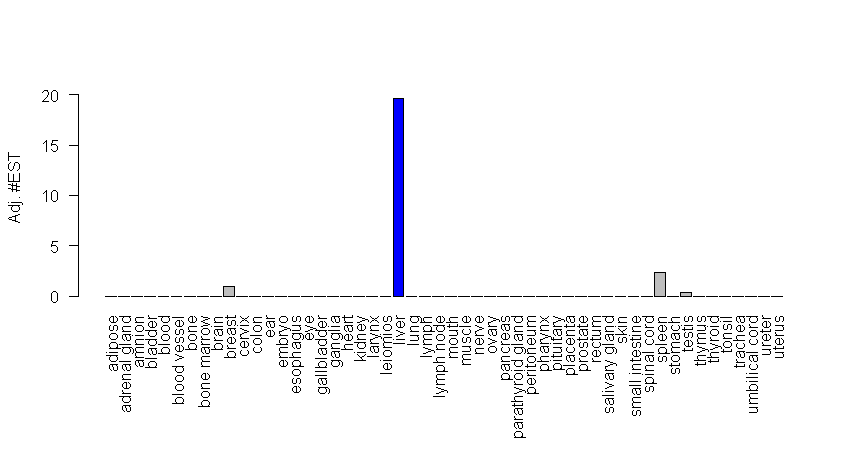 Adj. #EST
20
15
10
5
0
adipose
adrenal gland
amnion
bladder
blood
blood vessel
bone
bone marrow
brain
breast
cervix
colon
ear
embryo
esophagus
eye
gallbladder
ganglia
heart
kidney
larynx
leiomios
liver
lung
lymph
lymph node
mouth
muscle
nerve
ovary
pancreas
parathyroid gland
peritoneum
pharynx
pituitary
placenta
prostate
rectum
salivary gland
skin
small intestine
spinal cord
spleen
stomach
testis
thymus
thyroid
tonsil
trachea
umbilical cord
ureter
uterus